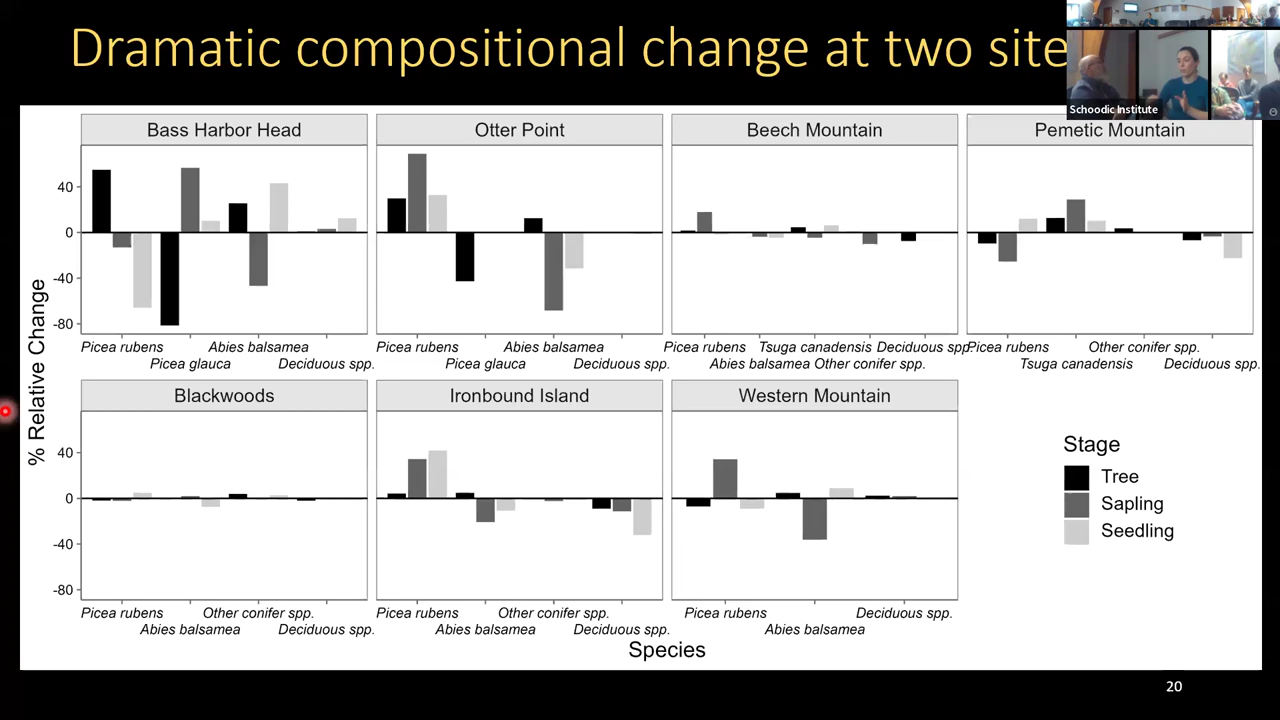 Dramatic compositional change at two site
Schoodic Institute
Bass Harbor Head
Otter Point
Beech Mountain
Pemetic Mountain
40
0
-40
-80
Picea rubens
Abies balsamea
Picea glauca
Deciduous spp.
Picea rubens
Abies balsamea
Picea glauca
Deciduous spp.
Picea rubens
Tsuga canadensis
Deciduous spp
Abies balsamea
Other conifer spp.
Picea rubens
Other conifer spp.
Tsuga canadensis
Deciduous spp.
% Relative Change
Blackwoods
Ironbound Island
Western Mountain
40
0
-40
-80
Picea rubens
Other conifer spp.
Abies balsamea
Deciduous spp.
Picea rubens
Other conifer spp.
Abies balsamea
Deciduous spp.
Picea rubens
Deciduous spp.
Abies balsamea
Species
Stage
Tree
Sapling
Seedling
20